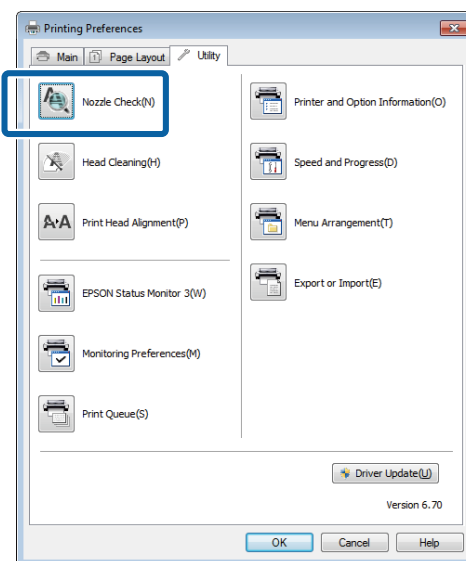 Printing Preferences
Main
Page Layout
Utility
Nozzle Check(N)
Printer and Option Information(O)
Head Cleaning(H)
Speed and Progress(D)
Print Head Alignment(P)
Menu Arrangement(T)
EPSON Status Monitor 3(W)
Export or Import(E)
Monitoring Preferences(M)
Print Queue(S)
Driver Update(U)
Version 6.70
OK
Cancel
Help